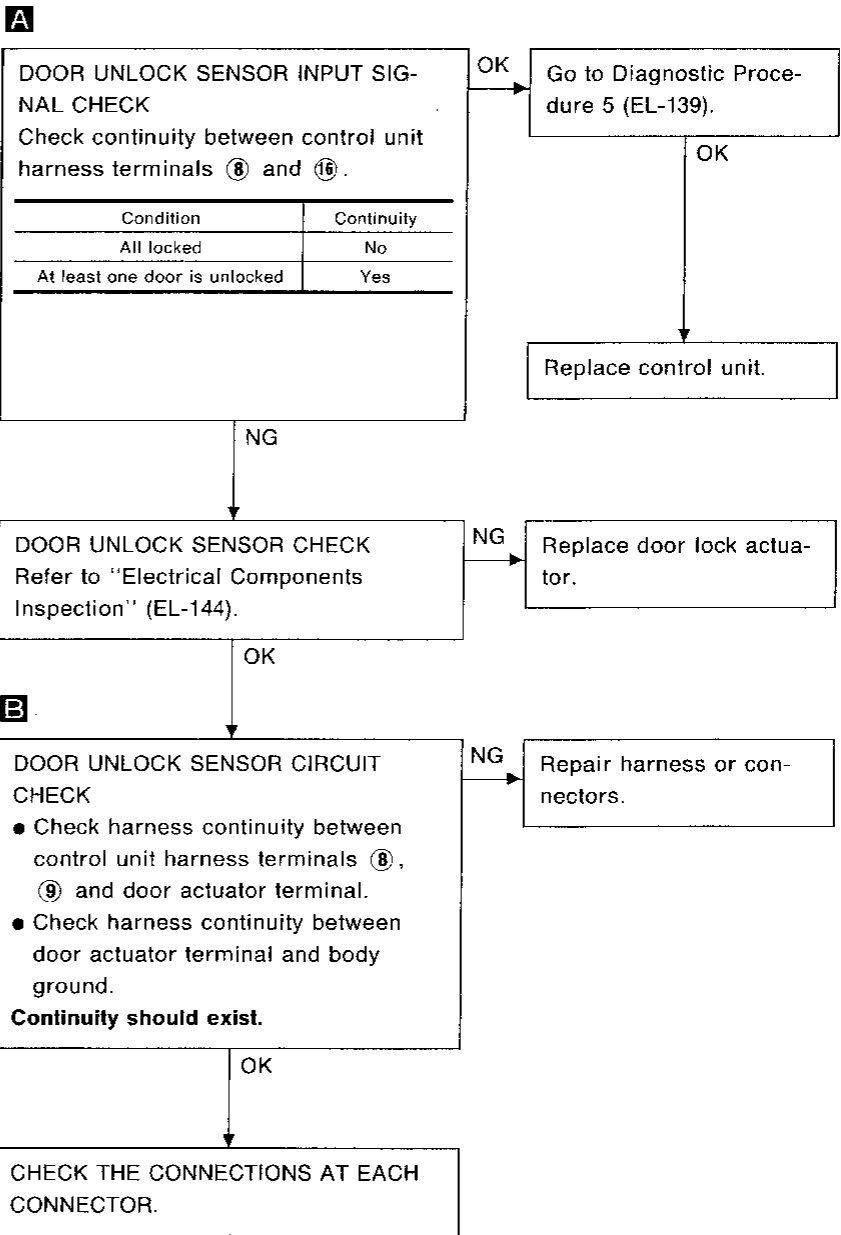 A
DOOR UNLOCK SENSOR INPUT SIG-
NAL CHECK
Check continuity between control unit
harness terminals ⑧ and ⑯.
Condition Continuity
All locked No
At least one door is unlocked Yes
OK
Go to Diagnostic Proce-
dure 5 (EL-139).
OK
Replace control unit.
NG
DOOR UNLOCK SENSOR CHECK
Refer to "Electrical Components
Inspection" (EL-144).
NG
Replace door lock actua-
tor.
OK
B
DOOR UNLOCK SENSOR CIRCUIT
CHECK
● Check harness continuity between
control unit harness terminals ⑧,
⑨ and door actuator terminal.
● Check harness continuity between
door actuator terminal and body
ground.
Continuity should exist.
NG
Repair harness or con-
nectors.
OK
CHECK THE CONNECTIONS AT EACH
CONNECTOR.